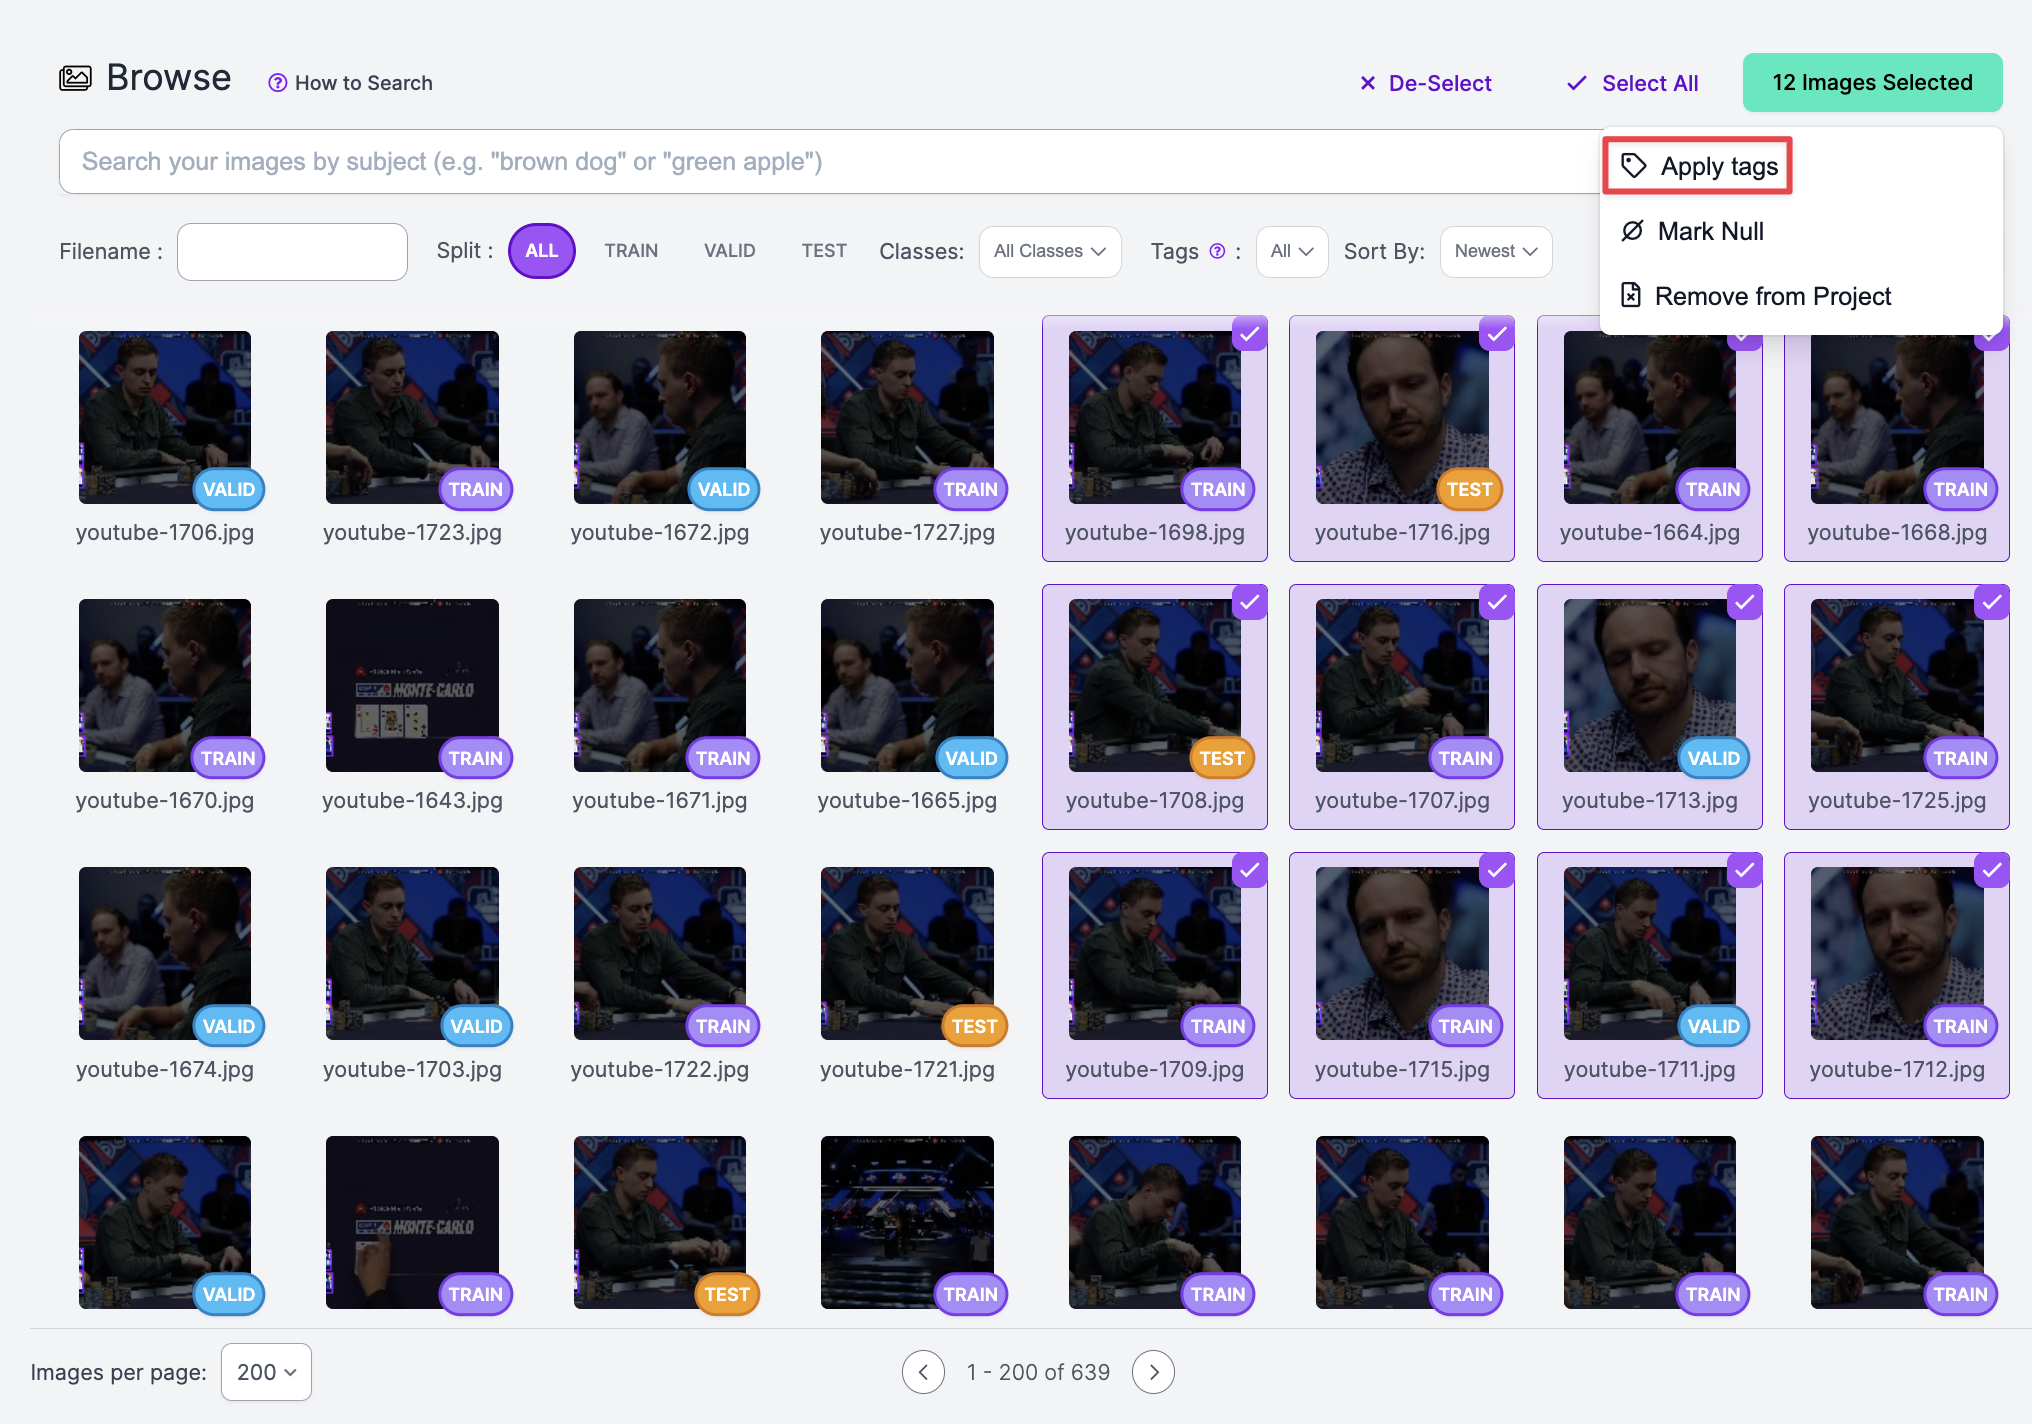 Browse
How to Search
De-Select
Select All
12 Images Selected
Search your images by subject (e.g. "brown dog" or "green apple")
Apply tags
Mark Null
Remove from Project
Filename :
Split :
ALL
TRAIN
VALID
TEST
Classes:
All Classes
Tags ? :
All
Sort By:
Newest
VALID
TRAIN
VALID
TRAIN
TRAIN
TEST
TRAIN
TRAIN
youtube-1706.jpg
youtube-1723.jpg
youtube-1672.jpg
youtube-1727.jpg
youtube-1698.jpg
youtube-1716.jpg
youtube-1664.jpg
youtube-1668.jpg
MONTE-CARLO
TRAIN
TRAIN
TRAIN
VALID
TEST
TRAIN
VALID
TRAIN
youtube-1670.jpg
youtube-1643.jpg
youtube-1671.jpg
youtube-1665.jpg
youtube-1708.jpg
youtube-1707.jpg
youtube-1713.jpg
youtube-1725.jpg
VALID
VALID
TRAIN
TEST
TRAIN
TRAIN
VALID
TRAIN
youtube-1674.jpg
youtube-1703.jpg
youtube-1722.jpg
youtube-1721.jpg
youtube-1709.jpg
youtube-1715.jpg
youtube-1711.jpg
youtube-1712.jpg
MONTE-CARLO
VALID
TRAIN
TEST
TRAIN
TRAIN
TRAIN
TRAIN
TRAIN
Images per page:
200
1 - 200 of 639